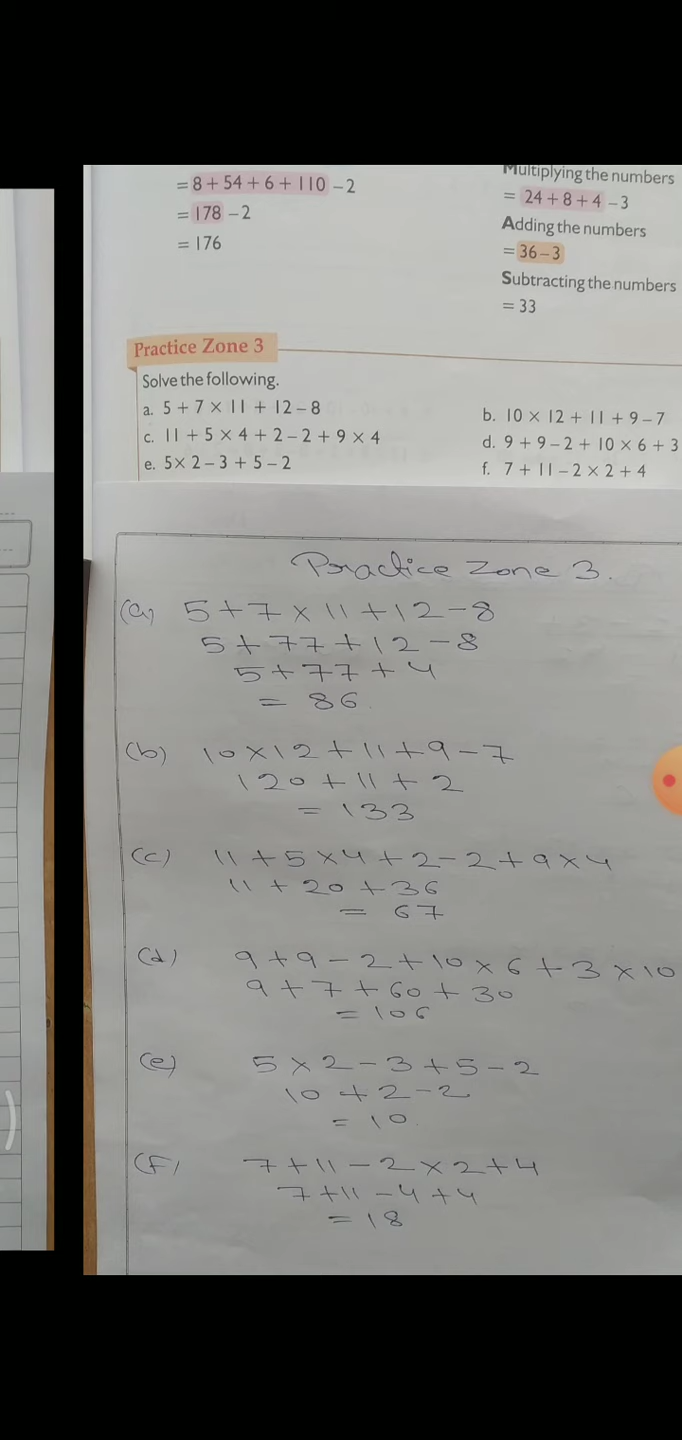 = 8 + 54 + 6 + 110 – 2
= 178 – 2
= 176
Multiplying the numbers
= 24 + 8 + 4 – 3
Adding the numbers
= 36 – 3
Subtracting the numbers
= 33
Practice Zone 3
Solve the following.
a. 5 + 7 × 11 + 12 – 8
b. 10 × 12 + 11 + 9 – 7
c. 11 + 5 × 4 + 2 – 2 + 9 × 4
d. 9 + 9 – 2 + 10 × 6 + 3
e. 5× 2 – 3 + 5 – 2
f. 7 + 11 – 2 × 2 + 4
Practice Zone 3.
(a) 5 + 7 × 11 + 12 – 8
5 + 77 + 12 – 8
5 + 77 + 4
= 86
(b) 10 × 12 + 11 + 9 – 7
120 + 11 + 2
= 133
(c) 11 + 5 × 4 + 2 – 2 + 9 × 4
11 + 20 + 36
= 67
(d) 9 + 9 – 2 + 10 × 6 + 3 × 10
9 + 7 + 60 + 30
= 106
(e) 5 × 2 – 3 + 5 – 2
10 + 2 – 2
= 10
(F) 7 + 11 – 2 × 2 + 4
7 + 11 – 4 + 4
= 18